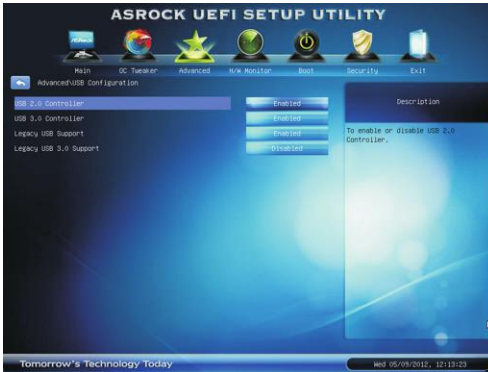 ASROCK UEFI SETUP UTILITY
Main OC Tweaker Advanced H/W Monitor Boot Security Exit
Advanced\USB Configuration
Description
USB 2.0 Controller Enabled
USB 3.0 Controller Enabled
Legacy USB Support Enabled
Legacy USB 3.0 Support Disabled
To enable or disable USB 2.0
Controller.
Tomorrow's Technology Today
Wed 05/09/2012, 12:13:23